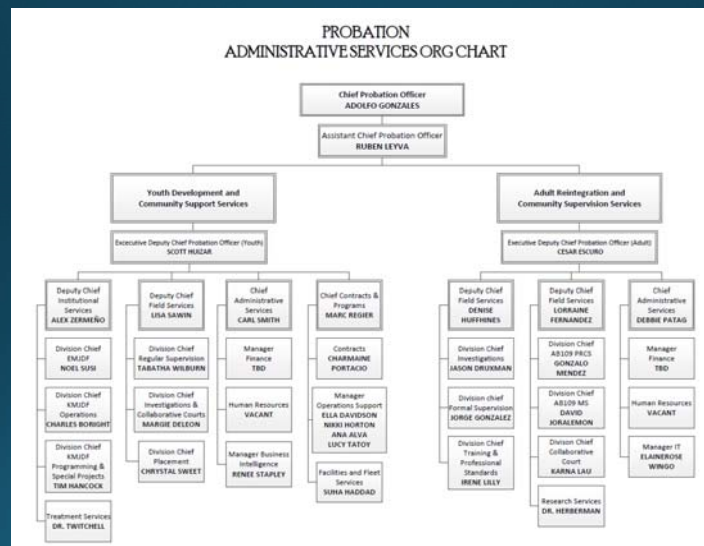 PROBATION
ADMINISTRATIVE SERVICES ORG CHART
Chief Probation Officer
ADOLFO GONZALES
Assistant Chief Probation Officer
RUBEN LEYVA
Youth Development and
Community Support Services
Adult Reintegration and
Community Supervision Services
Excecutive Deputy Chief Probation Officer (Youth)
SCOTT HUIZAR
Executive Deputy Chief Probation Officer (Adult)
CESAR ESCURO
Deputy Chief
Institutional
Services
ALEX ZERMEÑO
Division Chief
EMJDF
NOEL SUSI
Division Chief
KMJDF
Operations
CHARLES BORIGHT
Division Chief
KMJDF
Programming &
Special Projects
TIM HANCOCK
Treatment Services
DR. TWITCHELL
Deputy Chief
Field Services
LISA SAWIN
Division Chief
Regular Supervision
TABATHA WILBURN
Division Chief
Investigations &
Collaborative Courts
MARGIE DELEON
Division Chief
Placement
CHRYSTAL SWEET
Chief
Administrative
Services
CARL SMITH
Manager
Finance
TBD
Human Resources
VACANT
Manager Business
Intelligence
RENEE STAPLEY
Chief Contracts &
Programs
MARC REGIER
Contracts
CHARMAINE
PORTACIO
Manager
Operations Support
ELLA DAVIDSON
NIKKI HORTON
ANA ALVA
LUCY TATOY
Facilities and Fleet
Services
SUHA HADDAD
Deputy Chief
Field Services
DENISE
HUFFHINES
Division Chief
Investigations
JASON DRUXMAN
Division chief
Formal Supervision
JORGE GONZALEZ
Division Chief
Training &
Professional
Standards
IRENE LILLY
Deputy Chief
Field Services
LORRAINE
FERNANDEZ
Division Chief
AB109 PRCS
GONZALO
MENDEZ
Division Chief
AB109 MS
DAVID
JORALEMON
Division Chief
Collaborative
Court
KARNA LAU
Research Services
DR. HERBERMAN
Chief
Administrative
Services
DEBBIE PATAG
Manager
Finance
TBD
Human Resources
VACANT
Manager IT
ELAINEROSE
WINGO